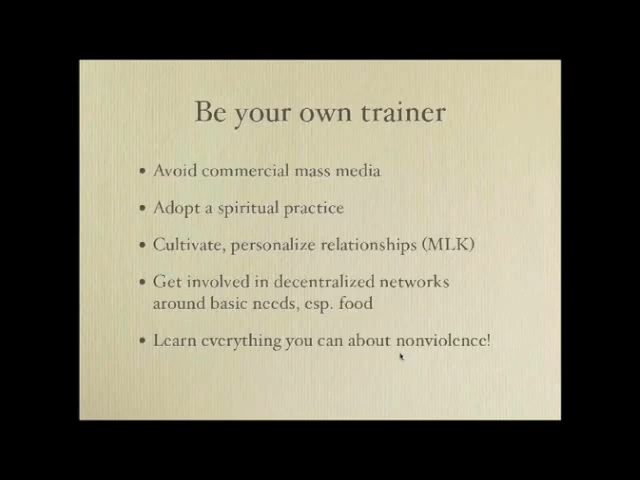 Be your own trainer
• Avoid commercial mass media
• Adopt a spiritual practice
• Cultivate, personalize relationships (MLK)
• Get involved in decentralized networks
around basic needs, esp. food
• Learn everything you can about nonviolence!